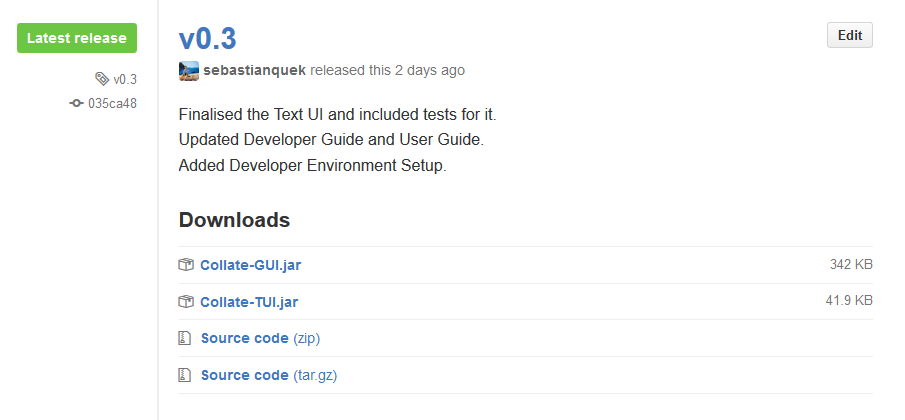 Latest release
v0.3
035ca48
v0.3
Edit
sebastianquek released this 2 days ago
Finalised the Text UI and included tests for it.
Updated Developer Guide and User Guide.
Added Developer Environment Setup.
Downloads
Collate-GUI.jar 342 KB
Collate-TUI.jar 41.9 KB
Source code (zip)
Source code (tar.gz)